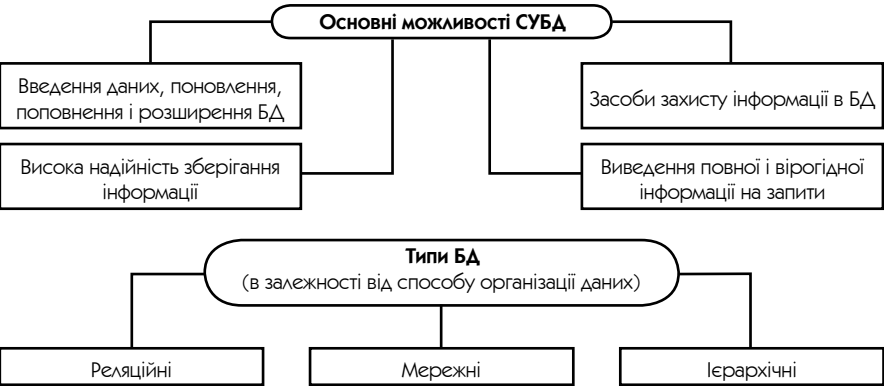 Основні можливості СУБД
Введення даних, поновлення,
поповнення і розширення БД
Засоби захисту інформації в БД
Висока надійність зберігання
інформації
Виведення повної і вірогідної
інформації на запити
Типи БД
(в залежності від способу організації даних)
Реляційні
Мережні
Ієрархічні